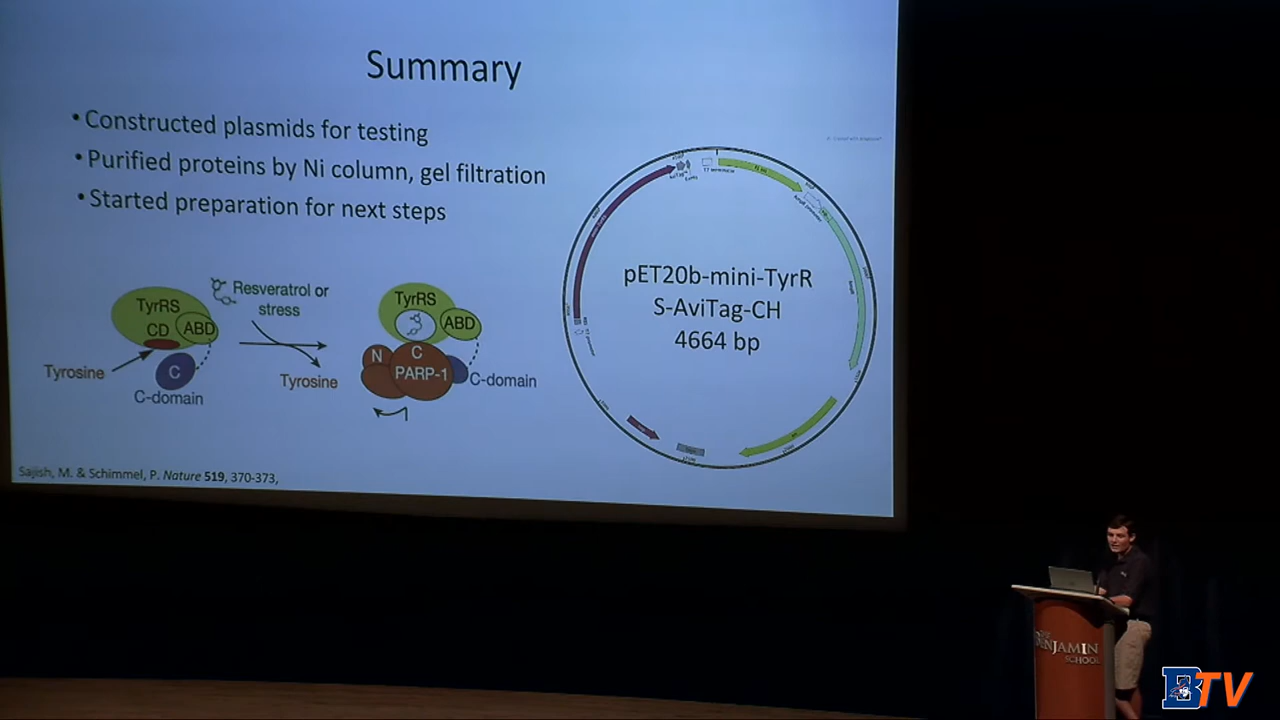 Summary
• Constructed plasmids for testing
• Purified proteins by Ni column, gel filtration
• Started preparation for next steps
TyrRS
CD
ABD
Tyrosine
C
C-domain
Resveratrol or
stress
Tyrosine
TyrRS
ABD
N
C
PARP-1
C-domain
pET20b-mini-TyrR
S-AviTag-CH
4664 bp
Sajish, M. & Schimmel, P. Nature 519, 370-373,
BENJAMIN
SCHOOL
BTV